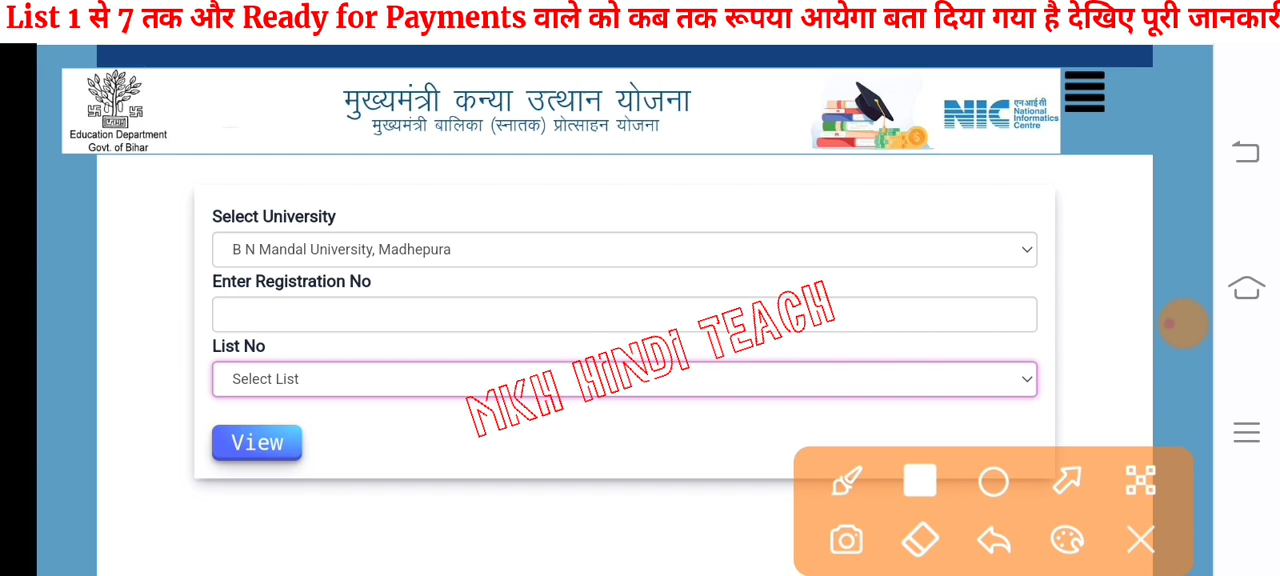 List 1 से 7 तक और Ready for Payments वाले को कब तक रूपया आयेगा बता दिया गया है देखिए पूरी जानकारी
मुख्यमंत्री कन्या उत्थान योजना
मुख्यमंत्री बालिका (स्नातक) प्रोत्साहन योजना
Education Department
Govt. of Bihar
NIC
एन आई सी
National
Informatics
Centre
Select University
B N Mandal University, Madhepura
Enter Registration No
List No
Select List
MKH HINDI TEACH
View